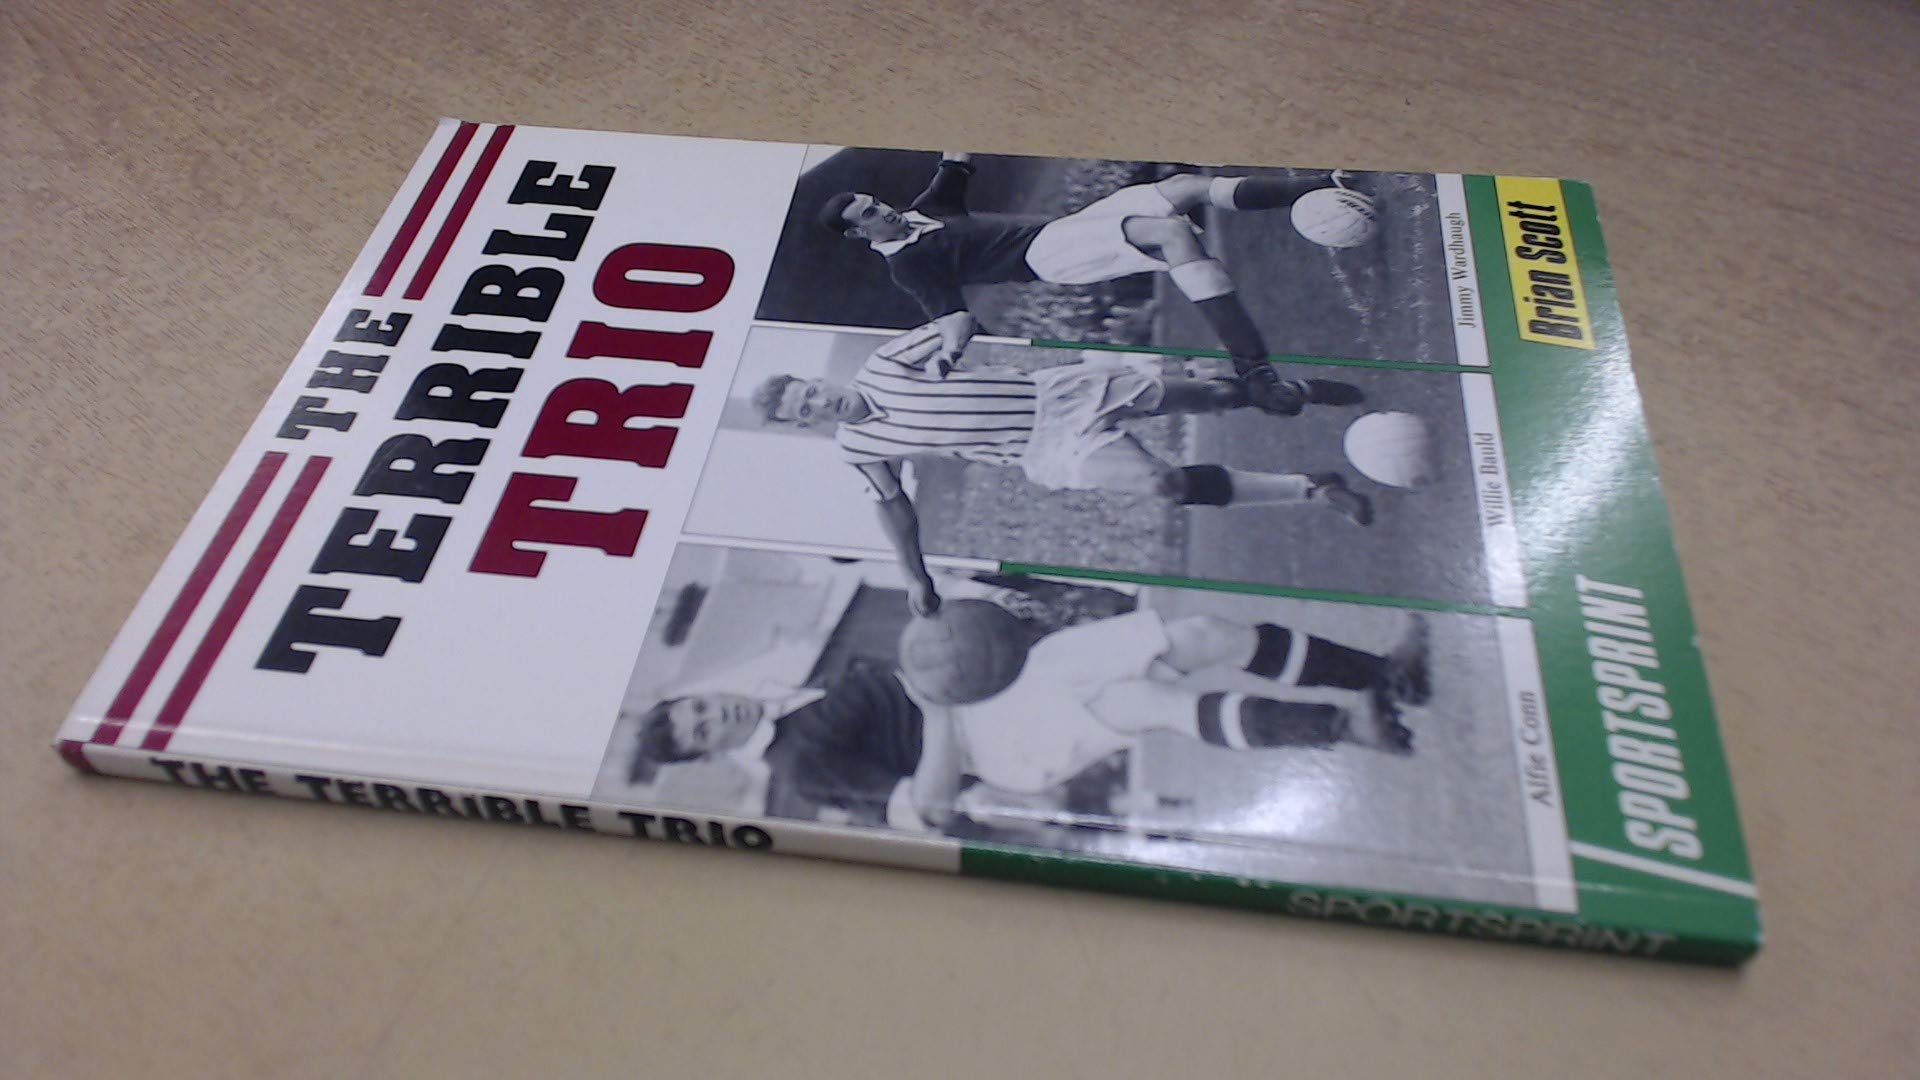 THE
TERRIBLE
TRIO
Alfie Conn
Willie Bauld
Jimmy Wardhaugh
SPORTSPRINT
Brian Scott
THE TERRIBLE TRIO
SPORTSPRINT